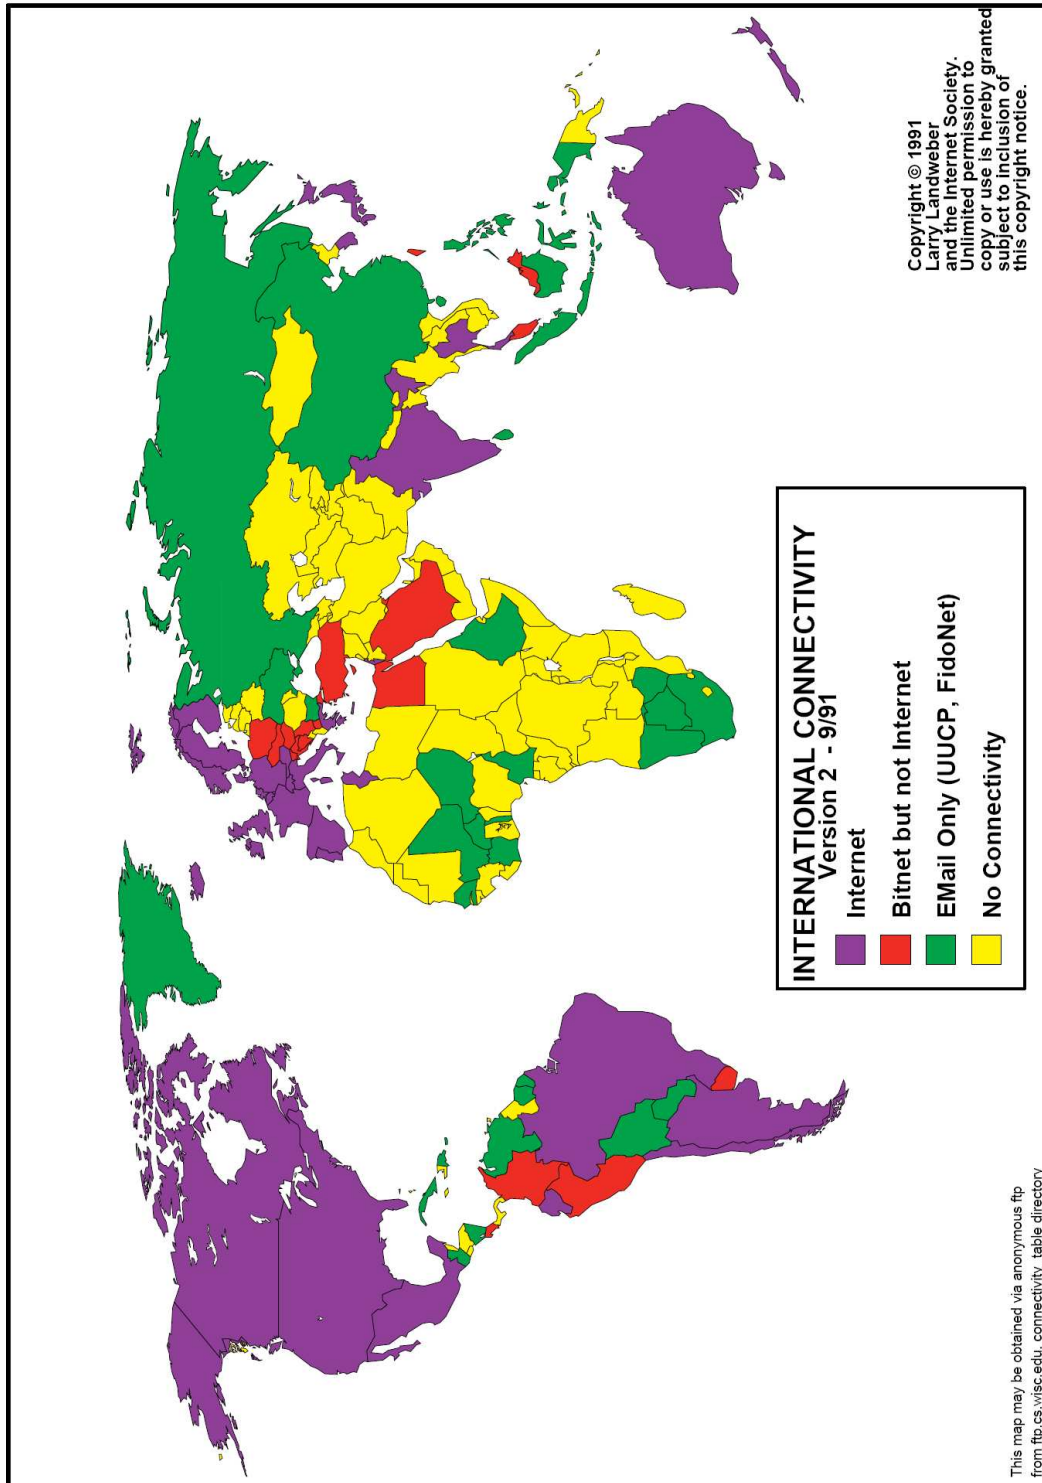 INTERNATIONAL CONNECTIVITY
Version 2 - 9/91
Internet
Bitnet but not Internet
EMail Only (UUCP, FidoNet)
No Connectivity
Copyright © 1991
Larry Landweber
and the Internet Society.
Unlimited permission to
copy or use is hereby granted
subject to inclusion of
this copyright notice.
This map may be obtained via anonymous ftp
from ftp.cs.wisc.edu, connectivity_table directory